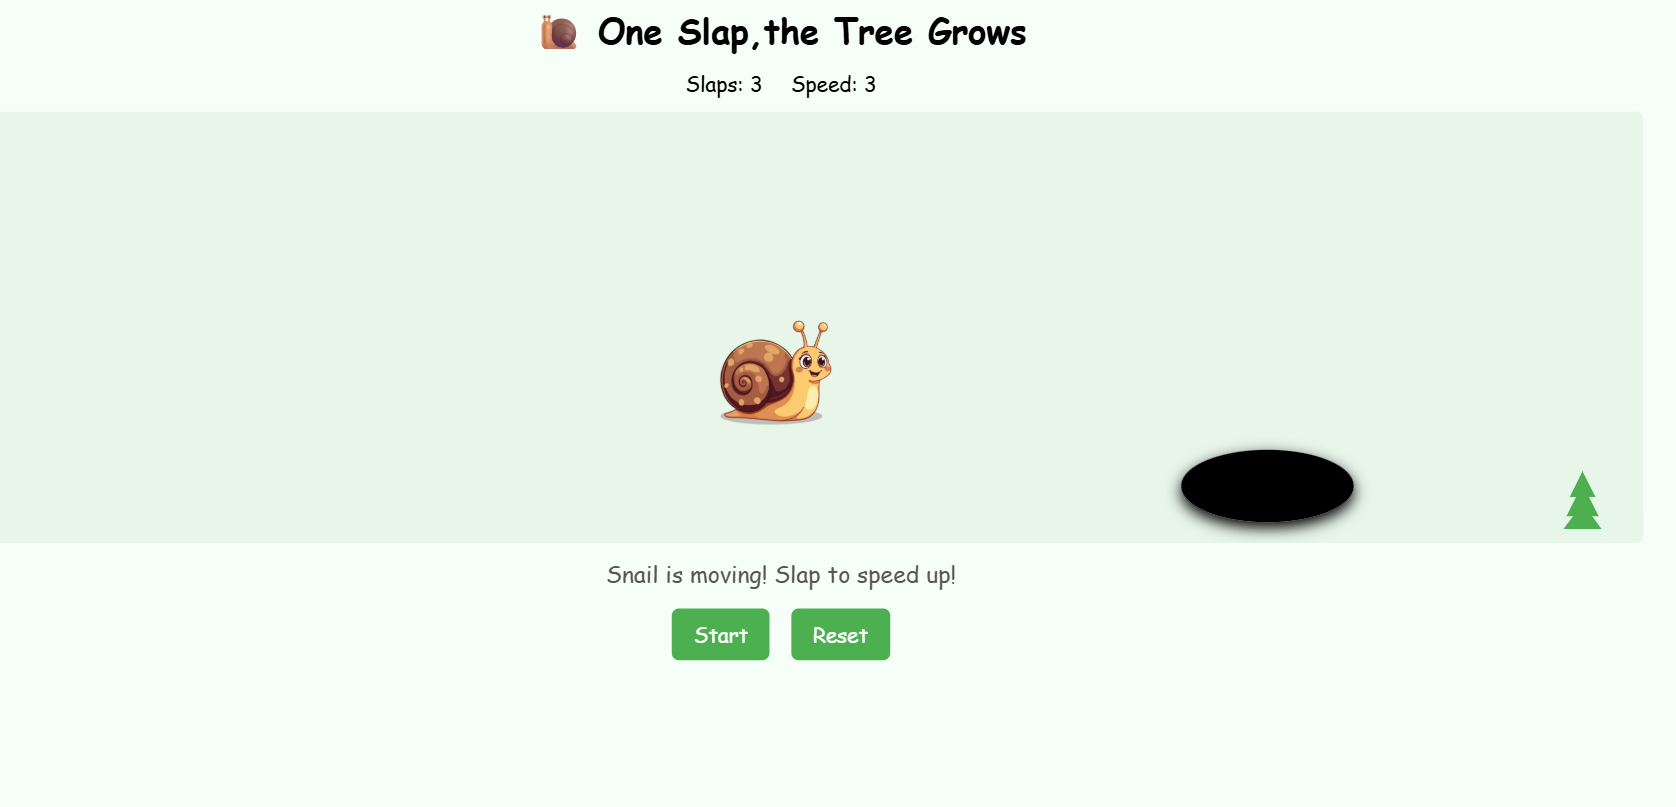 One Slap,the Tree Grows
Slaps: 3 Speed: 3
Snail is moving! Slap to speed up!
Start Reset